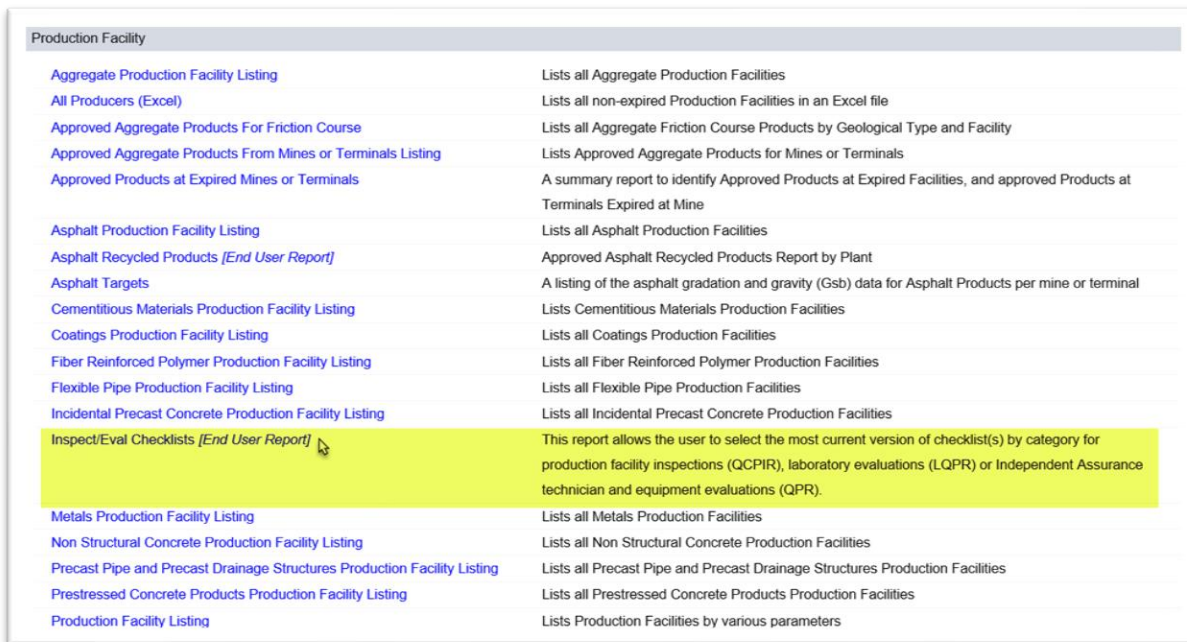 Production Facility
Aggregate Production Facility Listing Lists all Aggregate Production Facilities
All Producers (Excel) Lists all non-expired Production Facilities in an Excel file
Approved Aggregate Products For Friction Course Lists all Aggregate Friction Course Products by Geological Type and Facility
Approved Aggregate Products From Mines or Terminals Listing Lists Approved Aggregate Products for Mines or Terminals
Approved Products at Expired Mines or Terminals A summary report to identify Approved Products at Expired Facilities, and approved Products at
Terminals Expired at Mine
Asphalt Production Facility Listing Lists all Asphalt Production Facilities
Asphalt Recycled Products [End User Report] Approved Asphalt Recycled Products Report by Plant
Asphalt Targets A listing of the asphalt gradation and gravity (Gsb) data for Asphalt Products per mine or terminal
Cementitious Materials Production Facility Listing Lists Cementitious Materials Production Facilities
Coatings Production Facility Listing Lists all Coatings Production Facilities
Fiber Reinforced Polymer Production Facility Listing Lists all Fiber Reinforced Polymer Production Facilities
Flexible Pipe Production Facility Listing Lists all Flexible Pipe Production Facilities
Incidental Precast Concrete Production Facility Listing Lists all Incidental Precast Concrete Production Facilities
Inspect/Eval Checklists [End User Report] This report allows the user to select the most current version of checklist(s) by category for
production facility inspections (QCPIR), laboratory evaluations (LQPR) or Independent Assurance
technician and equipment evaluations (QPR).
Metals Production Facility Listing Lists all Metals Production Facilities
Non Structural Concrete Production Facility Listing Lists all Non Structural Concrete Production Facilities
Precast Pipe and Precast Drainage Structures Production Facility Listing Lists all Precast Pipe and Precast Drainage Structures Production Facilities
Prestressed Concrete Products Production Facility Listing Lists all Prestressed Concrete Products Production Facilities
Production Facility Listing Lists Production Facilities by various parameters